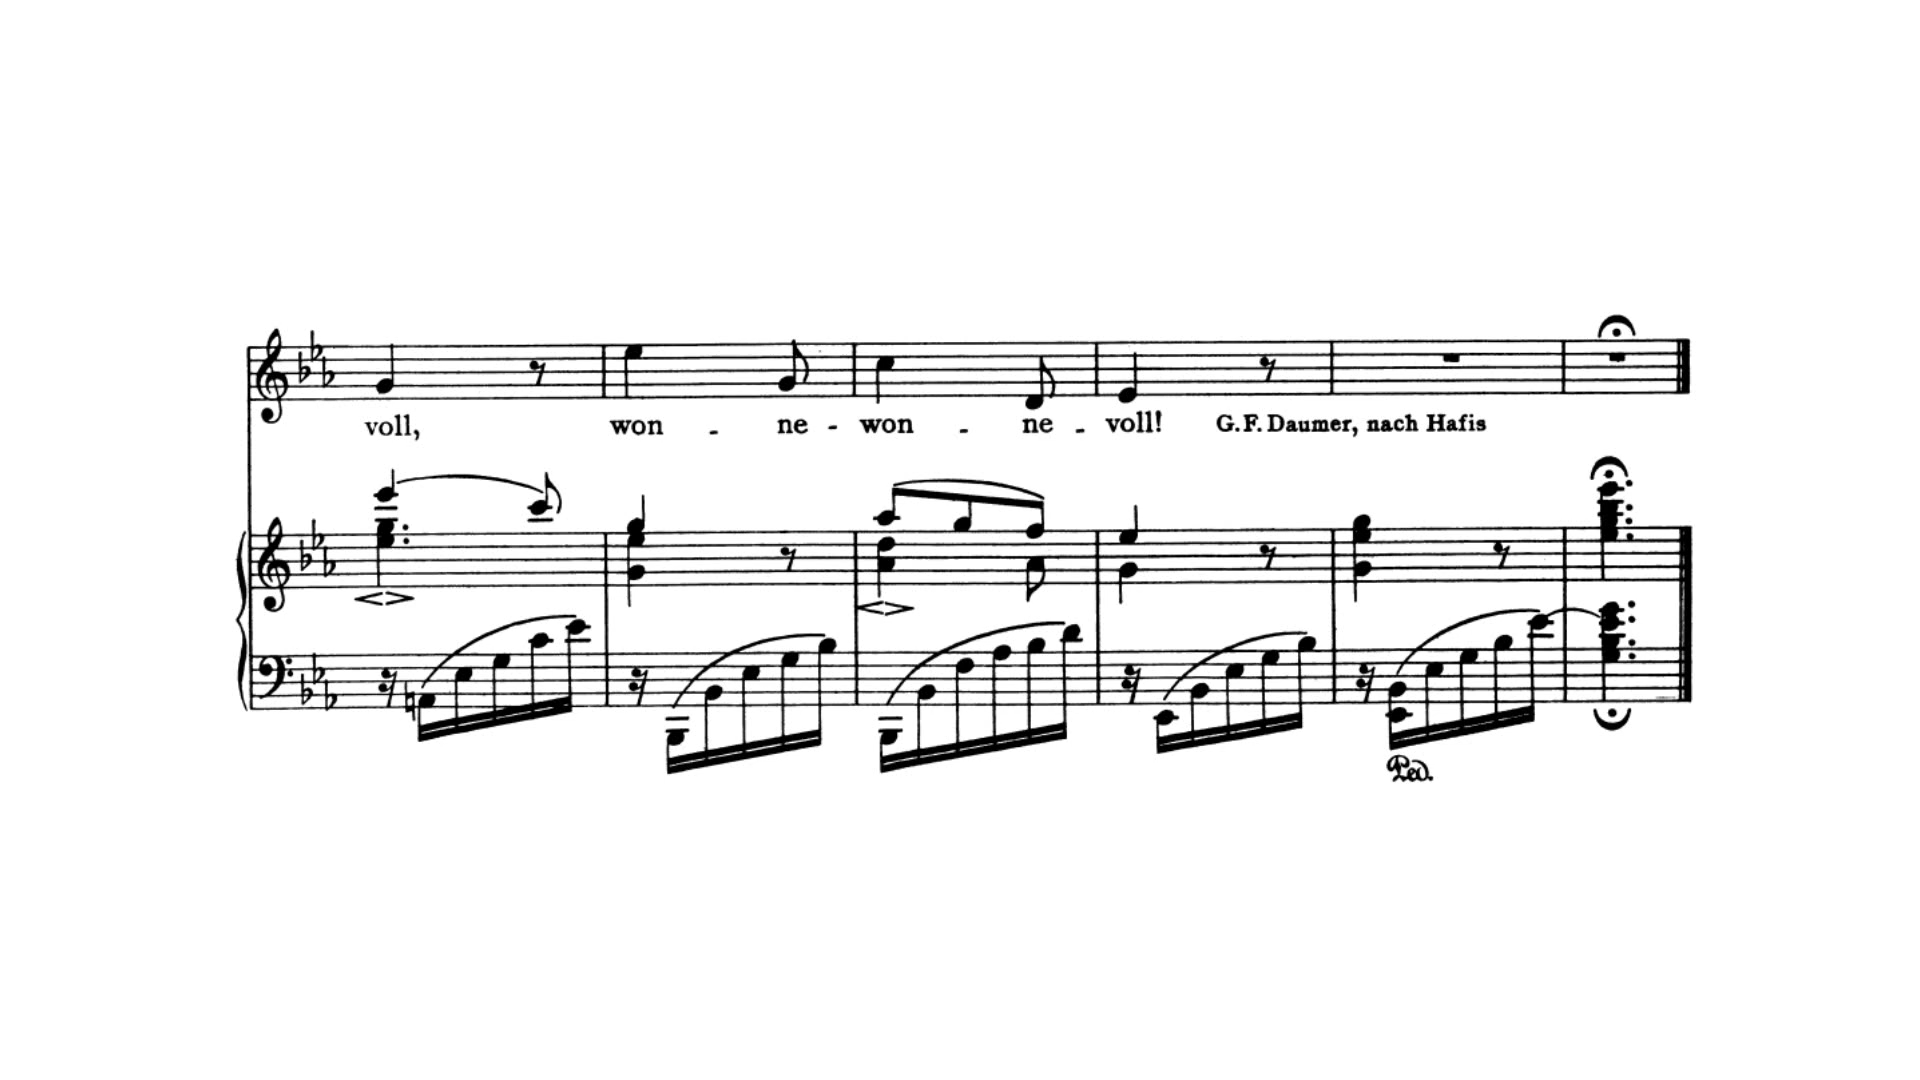 voll, won - ne - won - ne - voll! G.F. Daumer, nach Hafis
Ped.